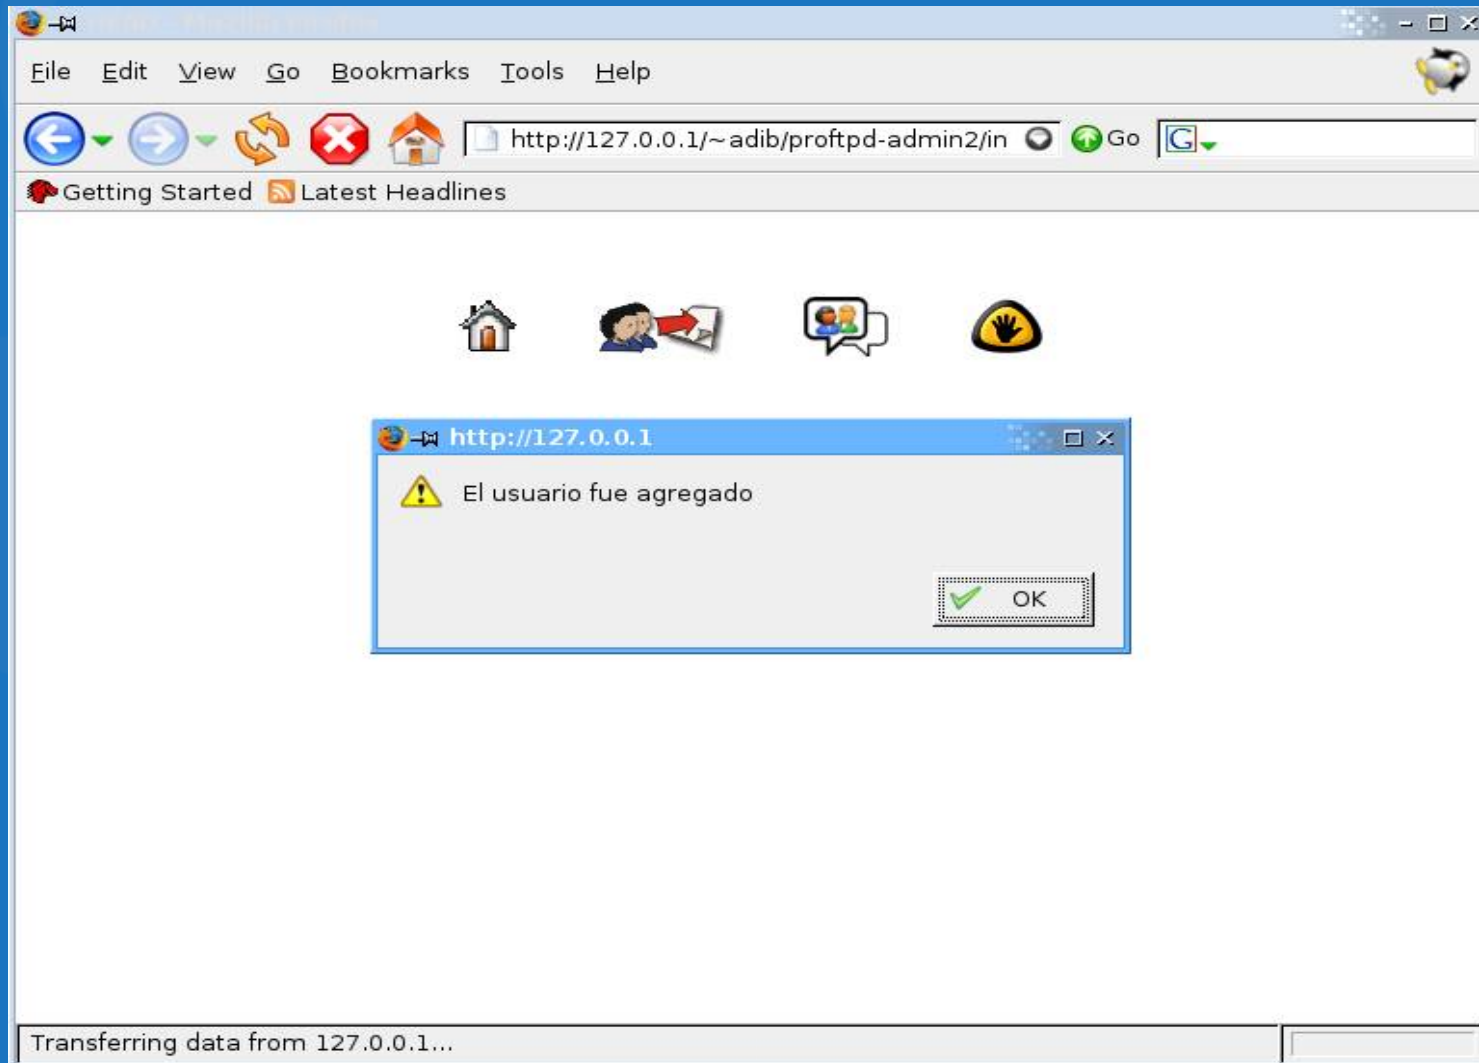 File Edit View Go Bookmarks Tools Help
http://127.0.0.1/~adib/proftpd-admin2/in Go G
Getting Started Latest Headlines
http://127.0.0.1
El usuario fue agregado
OK
Transferring data from 127.0.0.1...